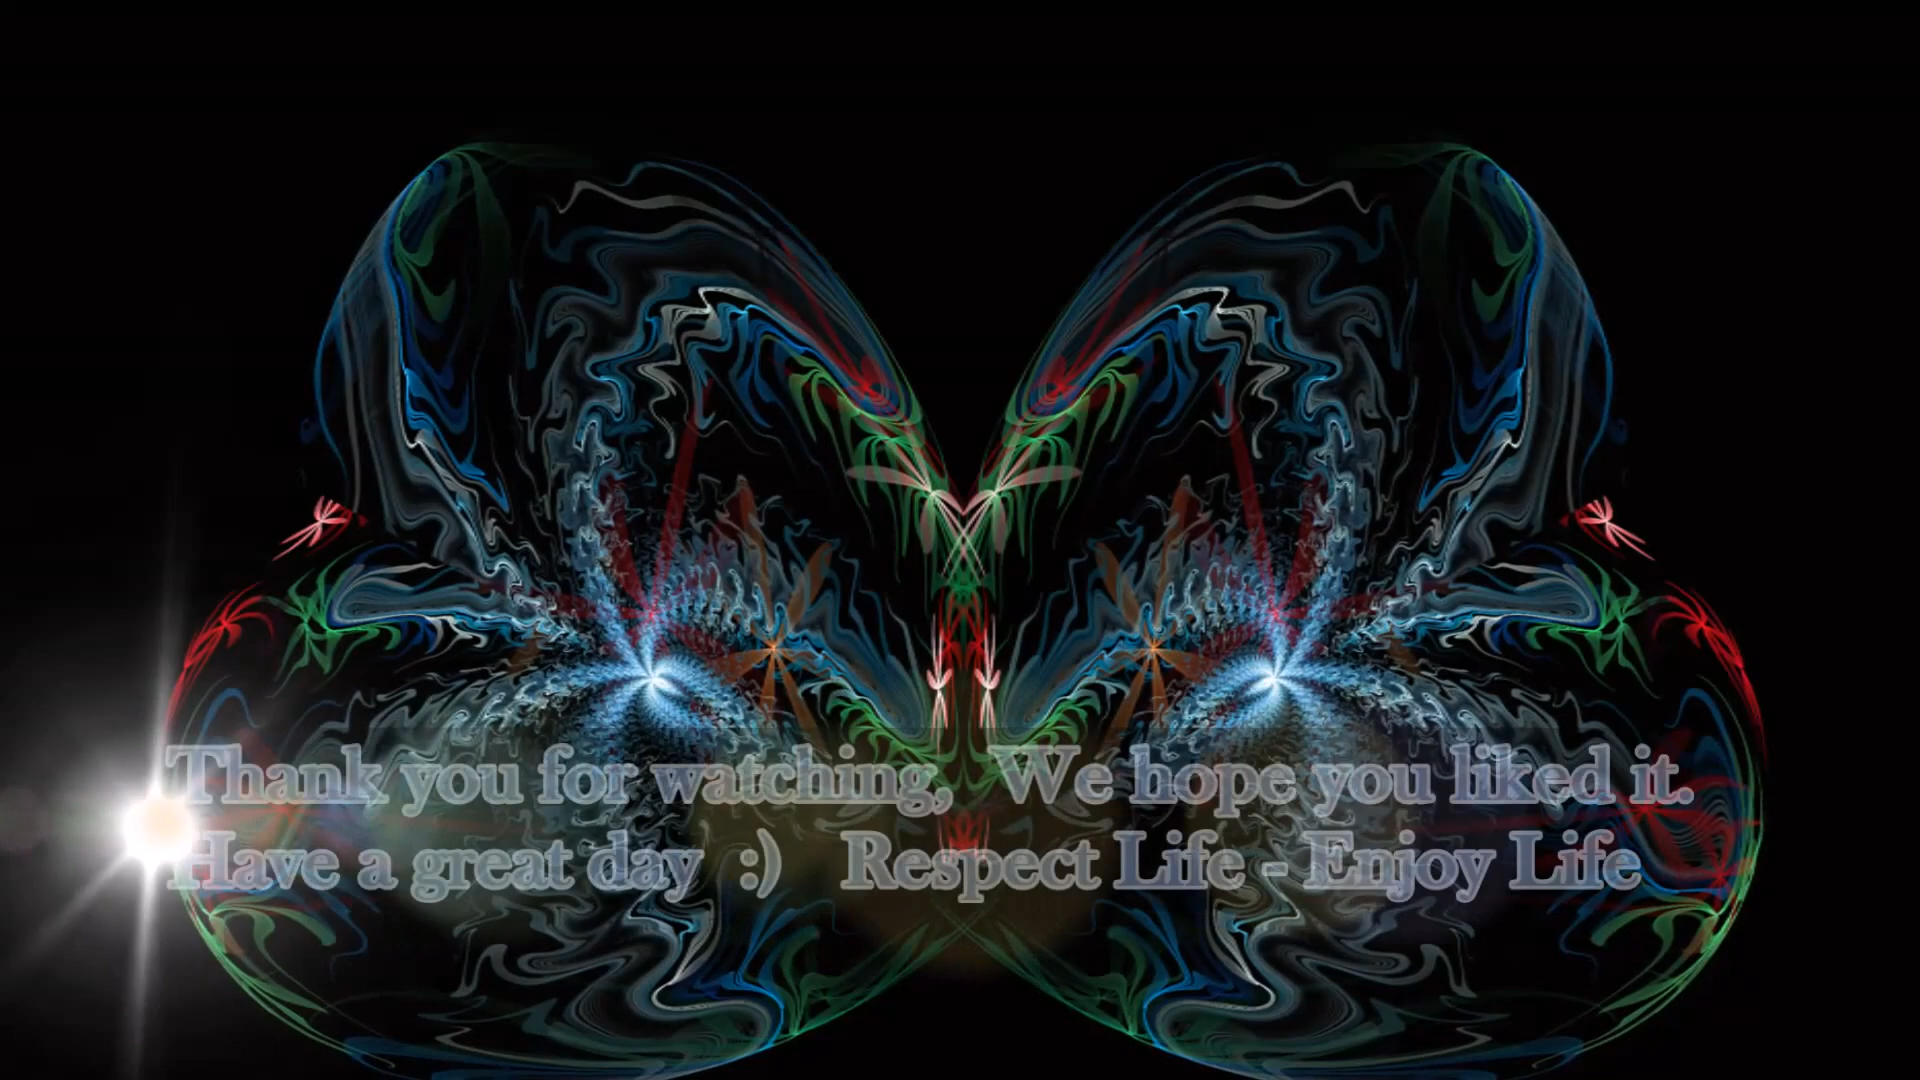 Thank you for watching,  We hope you liked it.
Have a great day  :)   Respect Life - Enjoy Life